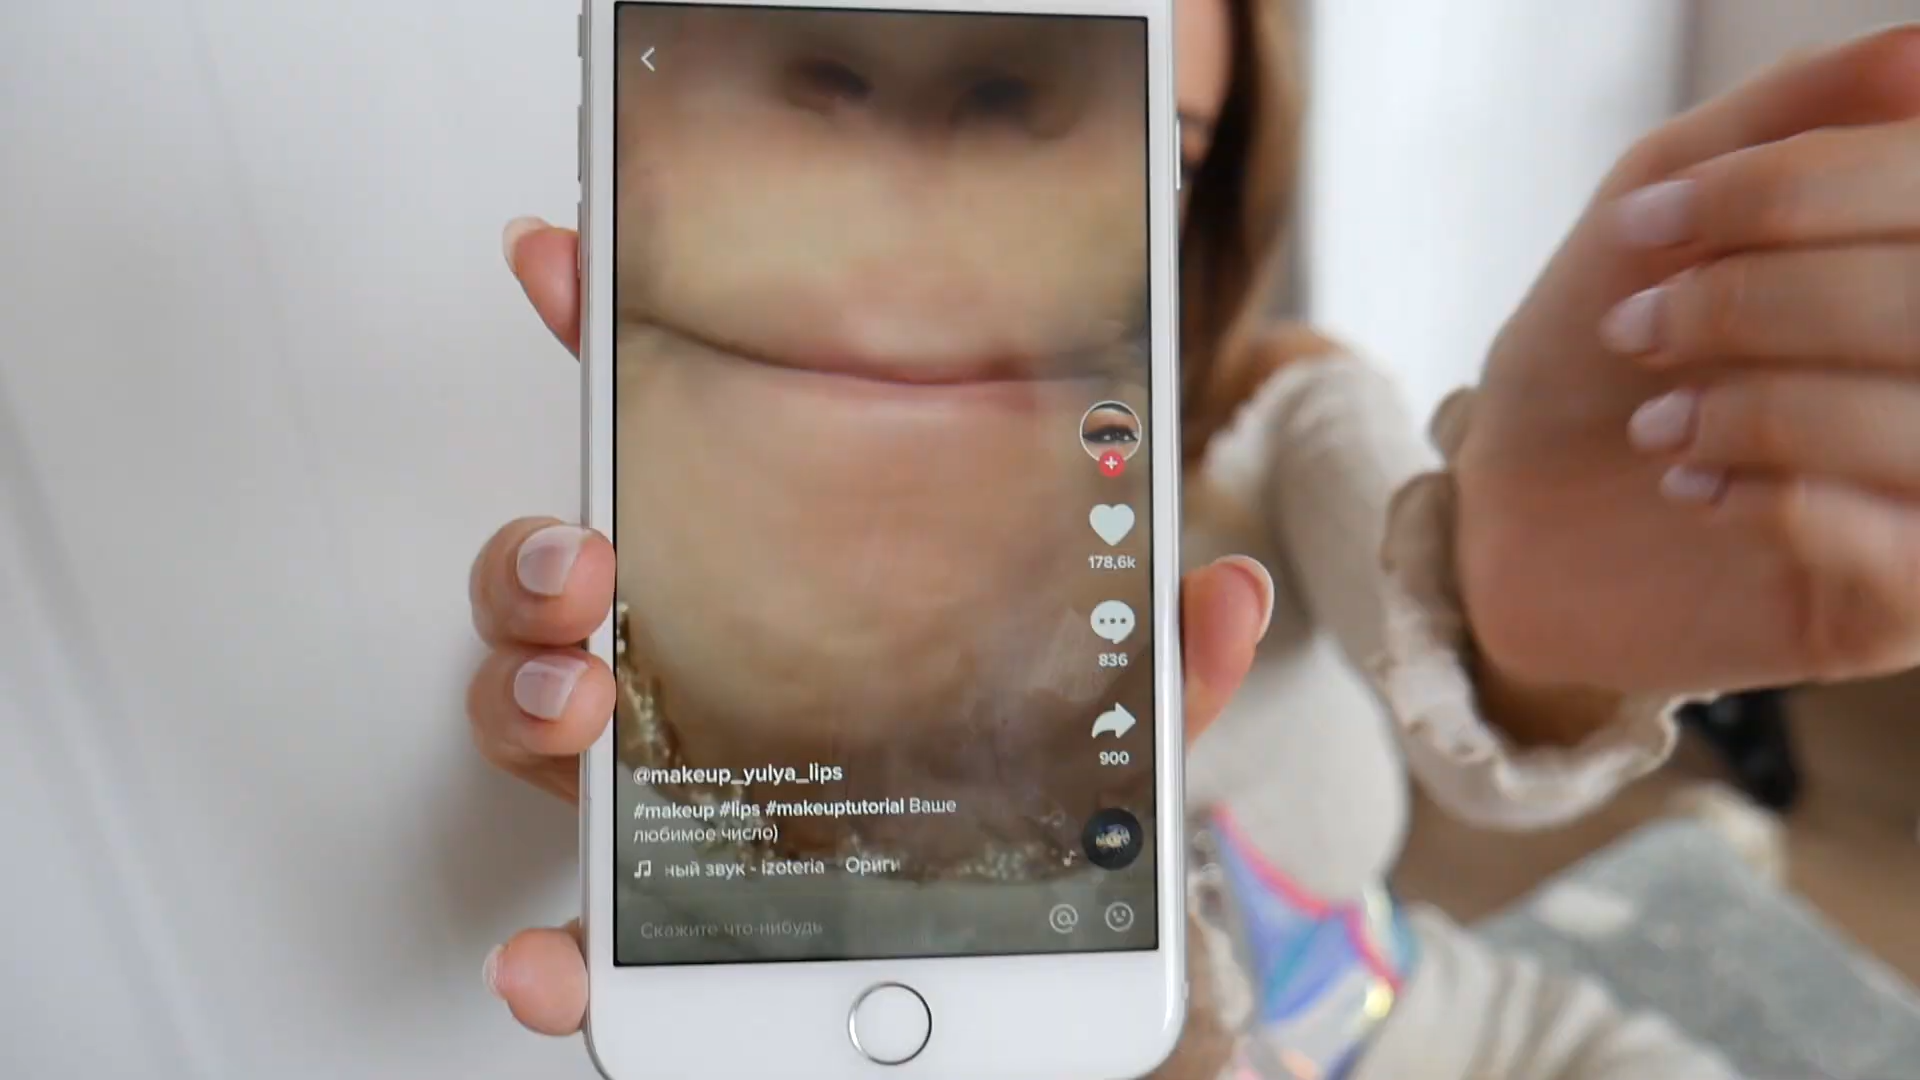 178,6k
836
900
@makeup_yulya_lips
#makeup #lips #makeuptutorial Ваше
любимое число)
ный звук - izoteria Ориги
Скажите что-нибудь